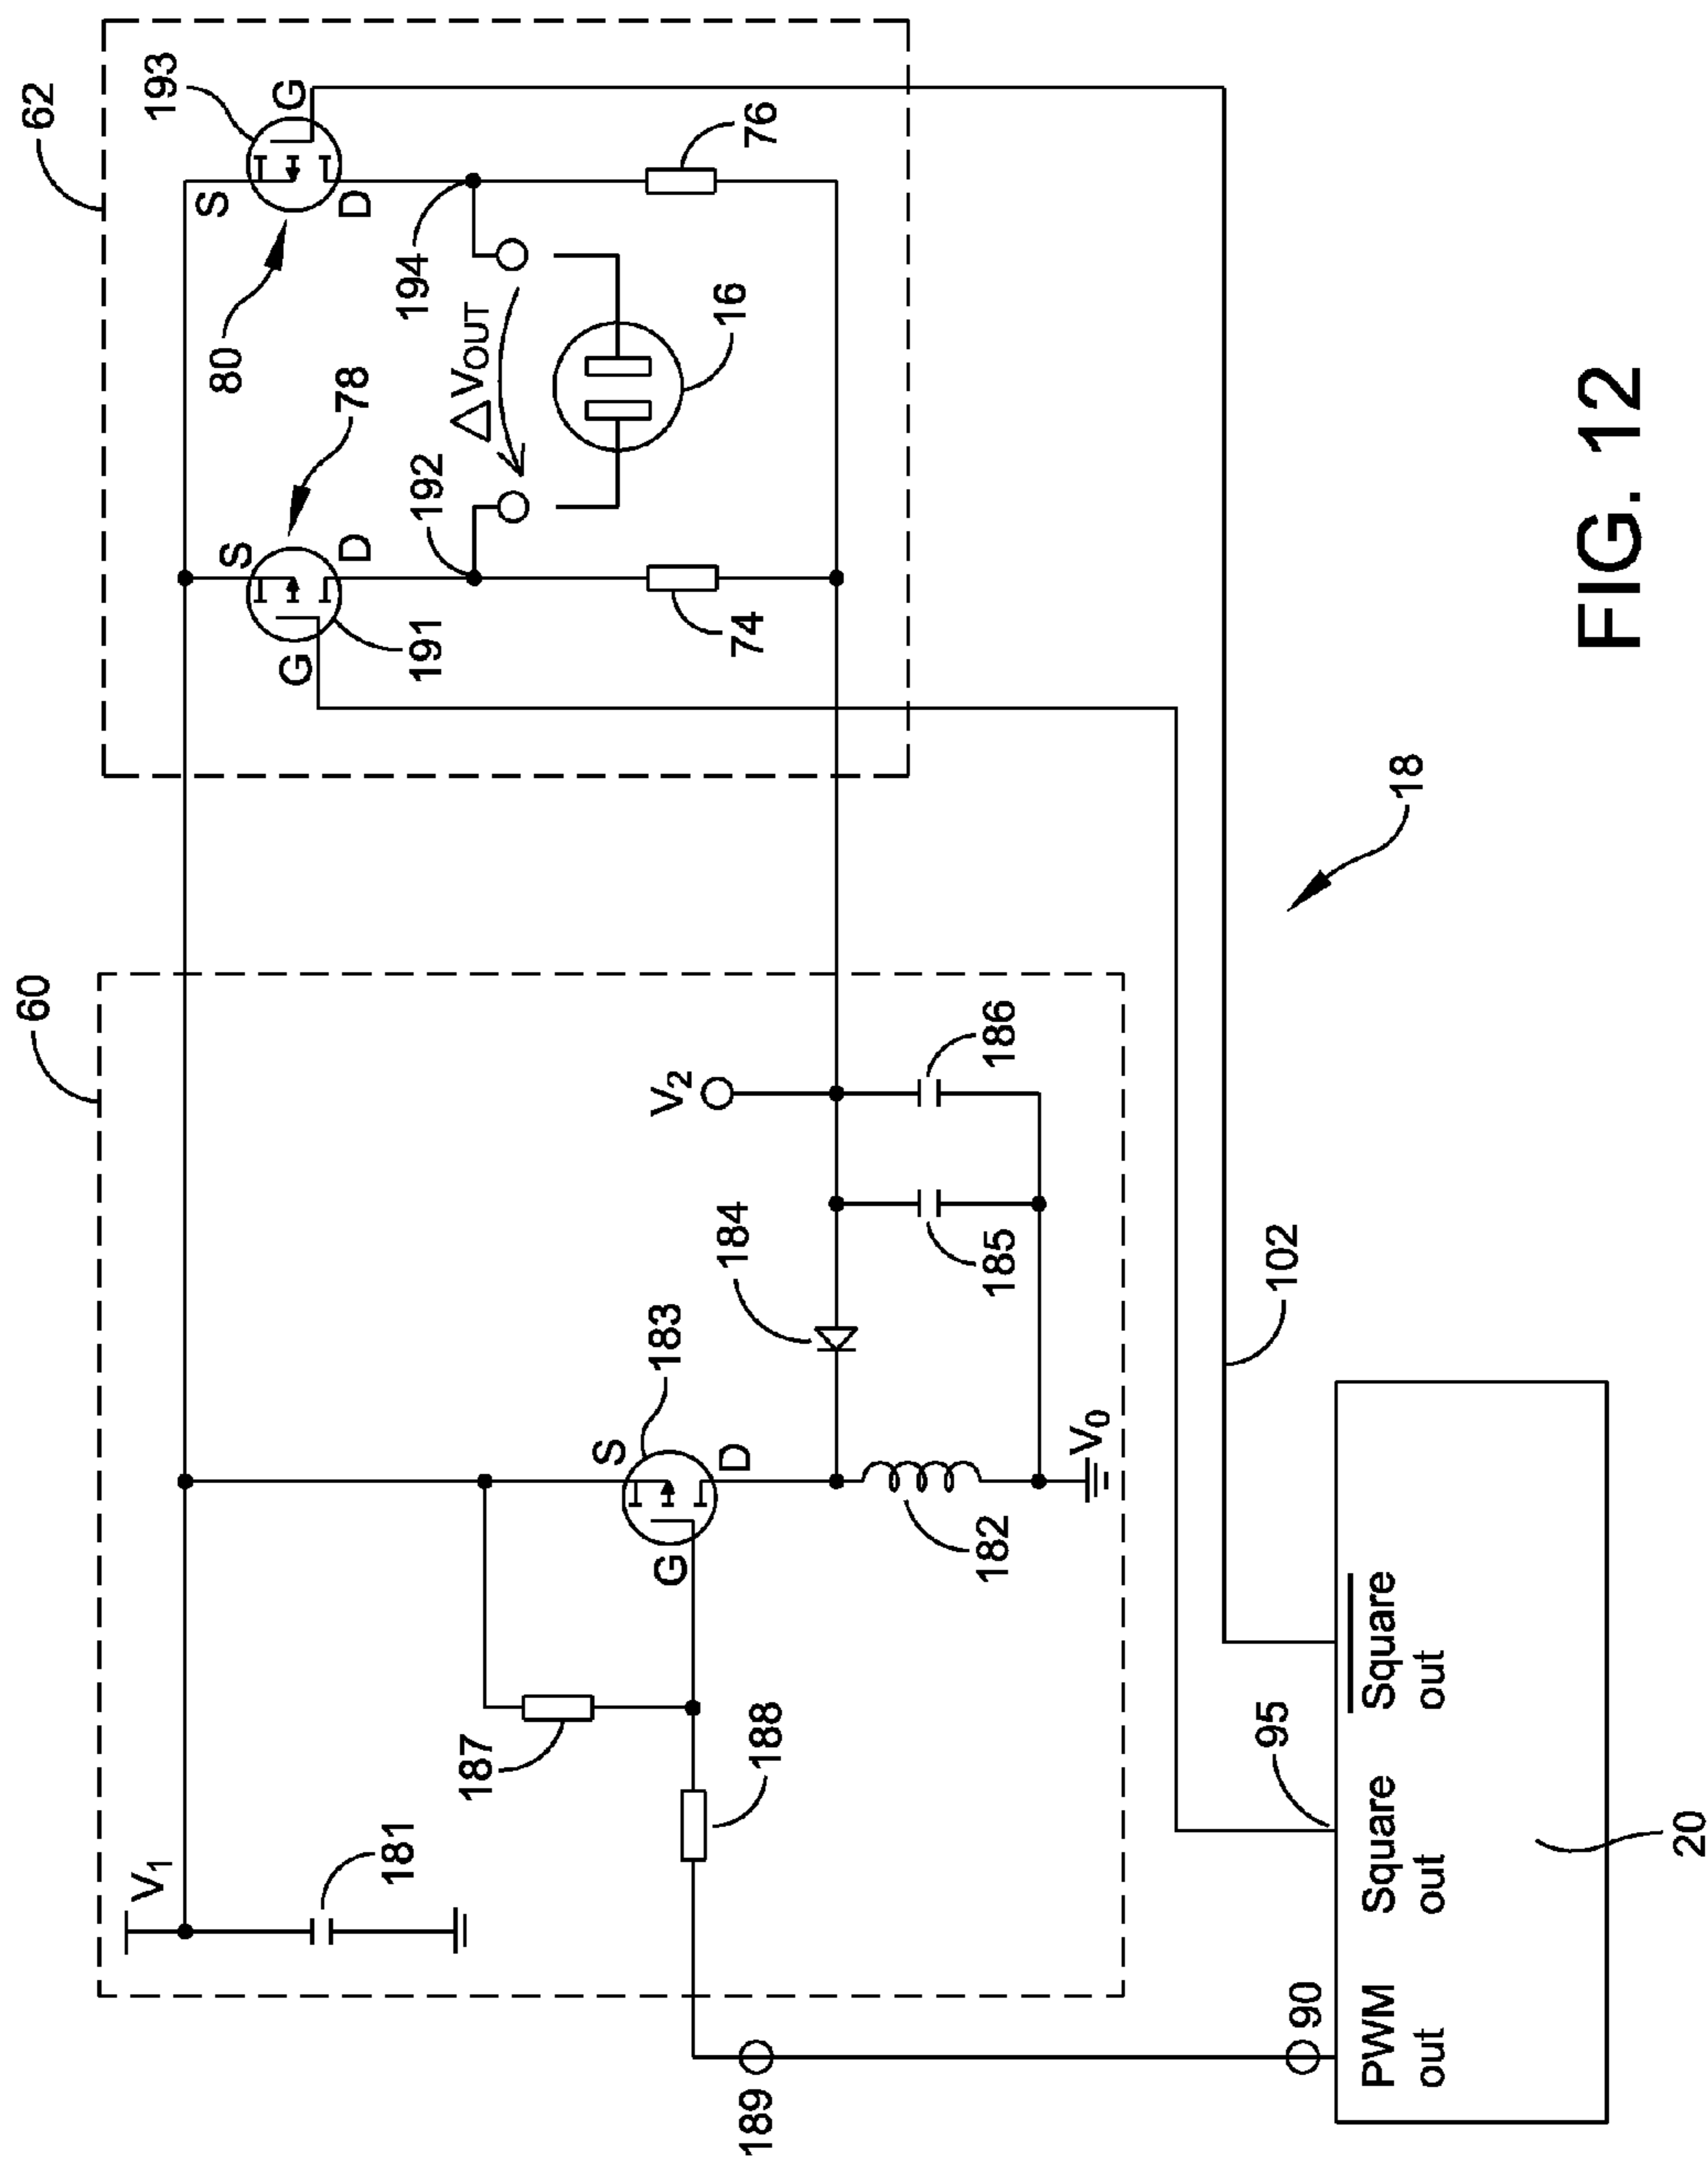 62
193
G
S
D
80
194
76
ΔVOUT
78
16
192
S
D
G
191
74
60
V1
181
187
188
G
S
D
183
184
182
V2
185
186
V0
18
102
189
90
95
PWM
out
Square
out
Square
out
20
FIG. 12